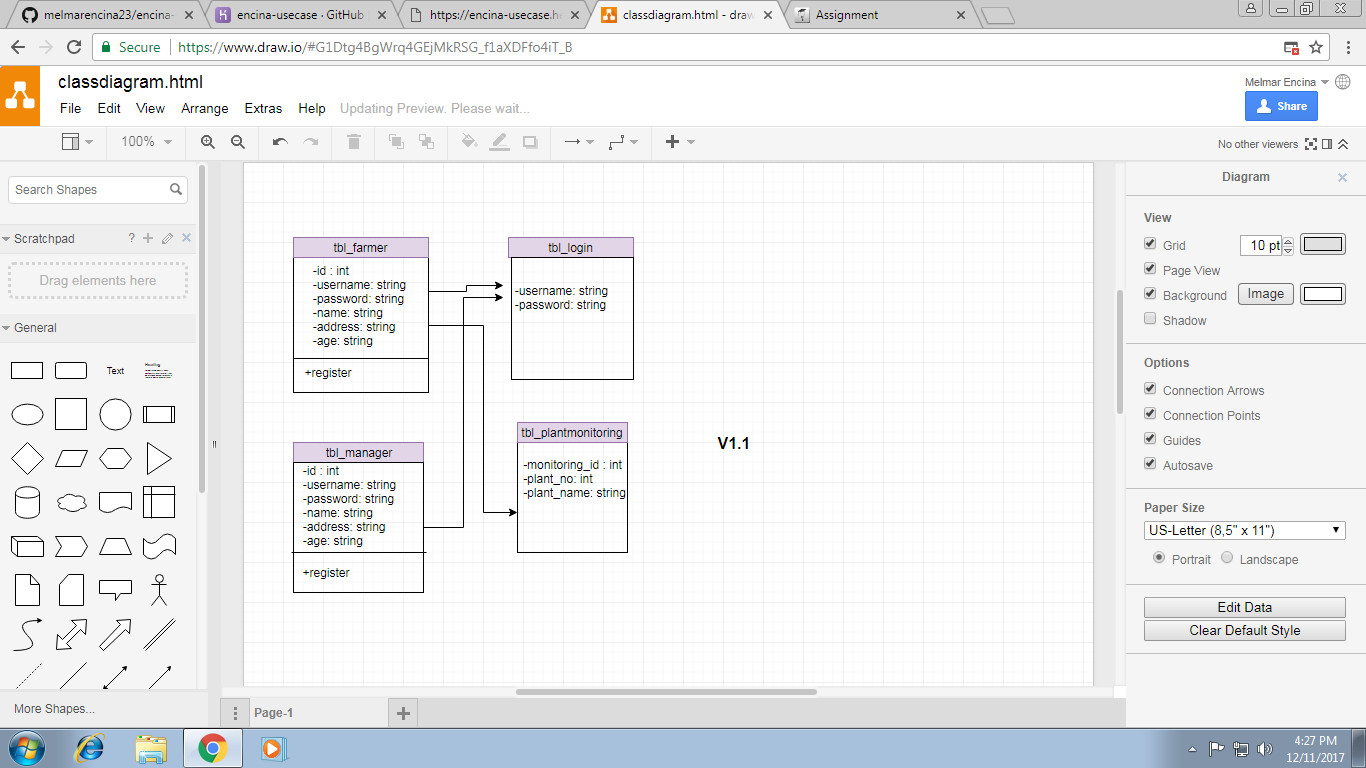 melmarencina23/encina-
encina-usecase · GitHub
https://encina-usecase.he
classdiagram.html - draw
Assignment
Secure
https://www.draw.io/#G1Dtg4BgWrq4GEjMkRSG_f1aXDFfo4iT_B
classdiagram.html
Melmar Encina
File Edit View Arrange Extras Help Updating Preview. Please wait...
Share
100%
No other viewers
Search Shapes
Diagram
Scratchpad ?
Drag elements here
General
Text
Heading
More Shapes...
tbl_farmer
-id : int
-username: string
-password: string
-name: string
-address: string
-age: string
+register
tbl_login
-username: string
-password: string
tbl_manager
-id : int
-username: string
-password: string
-name: string
-address: string
-age: string
+register
tbl_plantmonitoring
-monitoring_id : int
-plant_no: int
-plant_name: string
V1.1
View
Grid 10 pt
Page View
Background Image
Shadow
Options
Connection Arrows
Connection Points
Guides
Autosave
Paper Size
US-Letter (8,5" x 11")
Portrait Landscape
Edit Data
Clear Default Style
Page-1
4:27 PM
12/11/2017